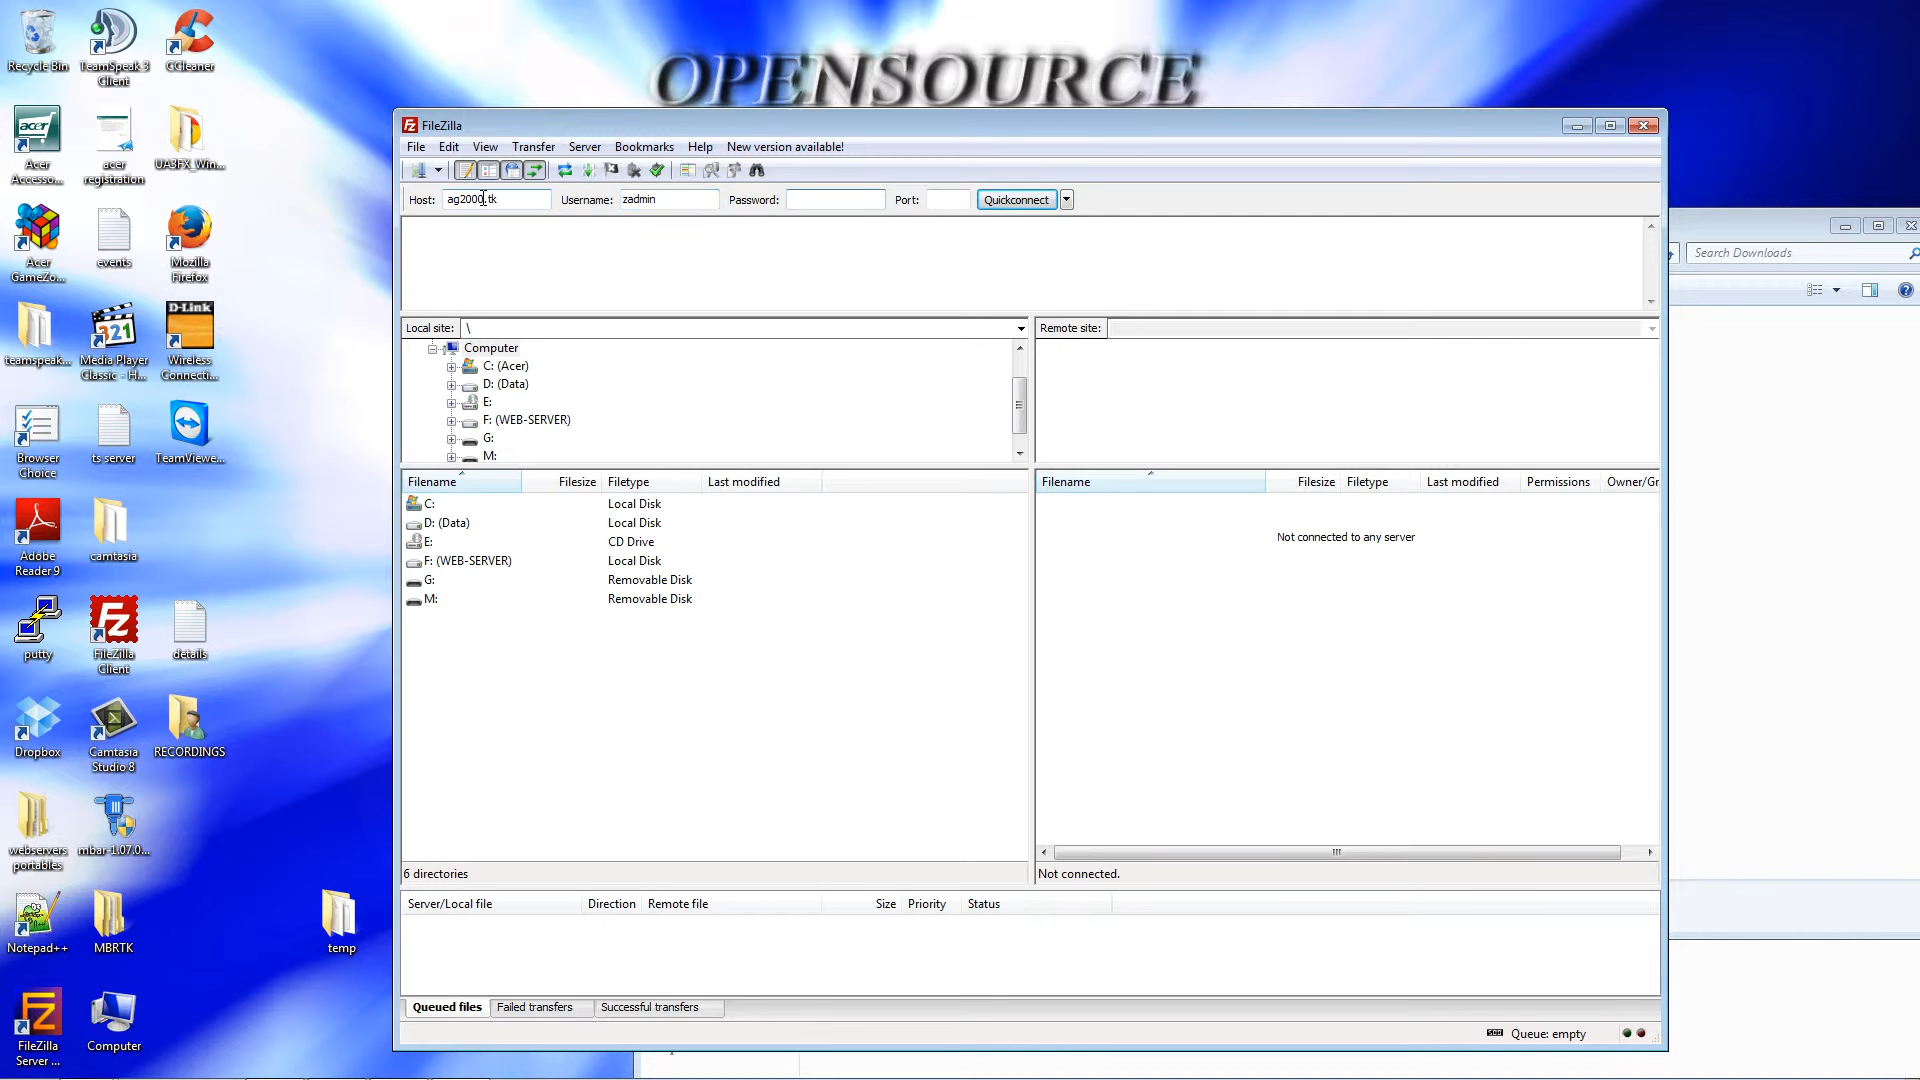 OPENSOURCE
Recycle Bin
TeamSpeak 3
Client
CCleaner
acer
Acer
Accesso...
acer
registration
UA3FX_Win...
Acer
GameZo...
events
Mozilla
Firefox
teamspeak...
321
Media Player
Classic - H...
D-Link
Wireless
Connecti...
Browser
Choice
ts server
TeamViewe...
Adobe
Reader 9
camtasia
putty
FileZilla
Client
details
Dropbox
Camtasia
Studio 8
RECORDINGS
webservers
portables
mbar-1.07.0...
Notepad++
MBRTK
temp
FileZilla
Server ...
Computer
FileZilla
File Edit View Transfer Server Bookmarks Help New version available!
Host: ag2000.tk Username: zadmin Password: Port: Quickconnect
Local site: \
Remote site:
Computer
C: (Acer)
D: (Data)
E:
F: (WEB-SERVER)
G:
M:
Filename Filesize Filetype Last modified
C: Local Disk
D: (Data) Local Disk
E: CD Drive
F: (WEB-SERVER) Local Disk
G: Removable Disk
M: Removable Disk
6 directories
Filename Filesize Filetype Last modified Permissions Owner/Gr
Not connected to any server
Not connected.
Server/Local file Direction Remote file Size Priority Status
Queued files Failed transfers Successful transfers
Queue: empty
Search Downloads